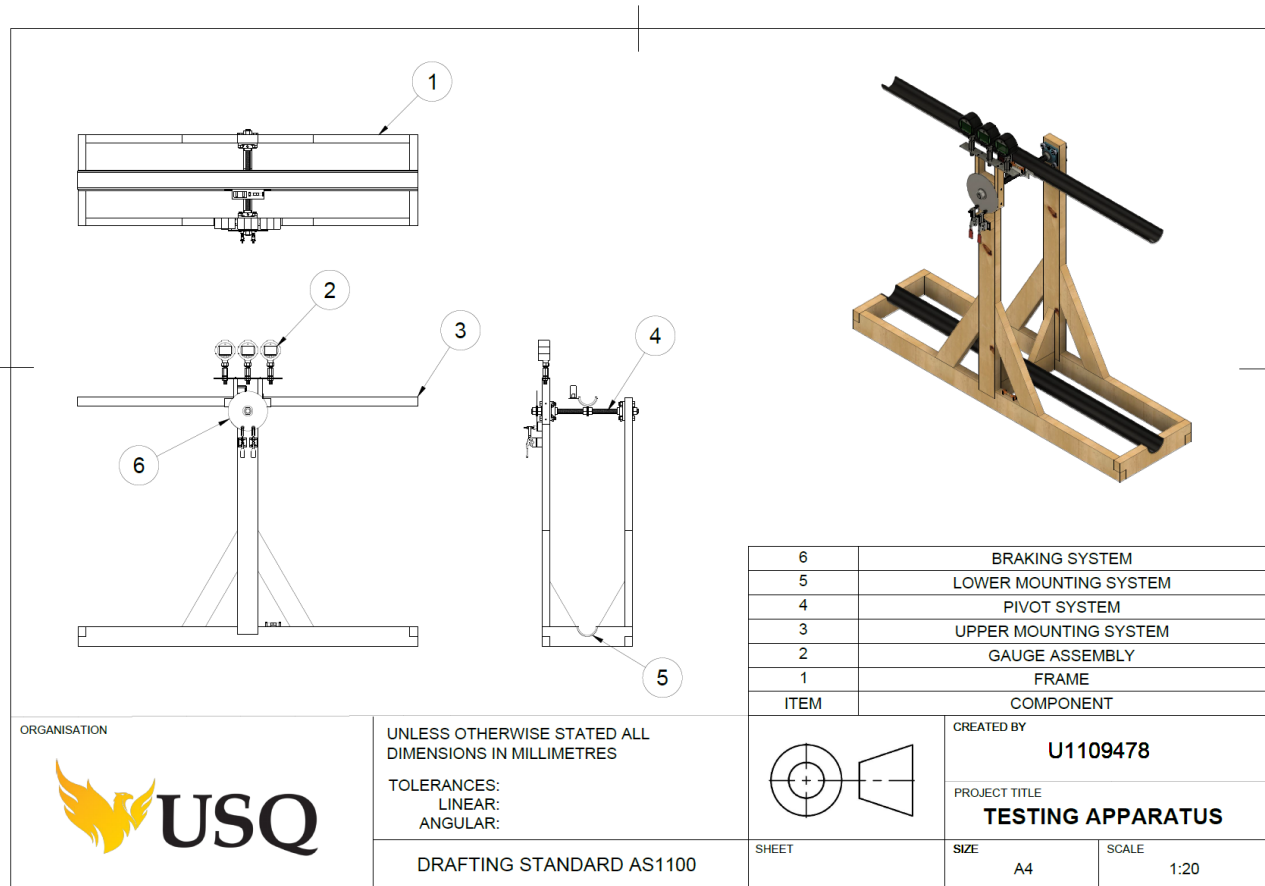 1
2
3
4
6
5
6 BRAKING SYSTEM
5 LOWER MOUNTING SYSTEM
4 PIVOT SYSTEM
3 UPPER MOUNTING SYSTEM
2 GAUGE ASSEMBLY
1 FRAME
ITEM COMPONENT
ORGANISATION
USQ
UNLESS OTHERWISE STATED ALL
DIMENSIONS IN MILLIMETRES
TOLERANCES:
LINEAR:
ANGULAR:
DRAFTING STANDARD AS1100
CREATED BY
U1109478
PROJECT TITLE
TESTING APPARATUS
SHEET
SIZE
A4
SCALE
1:20